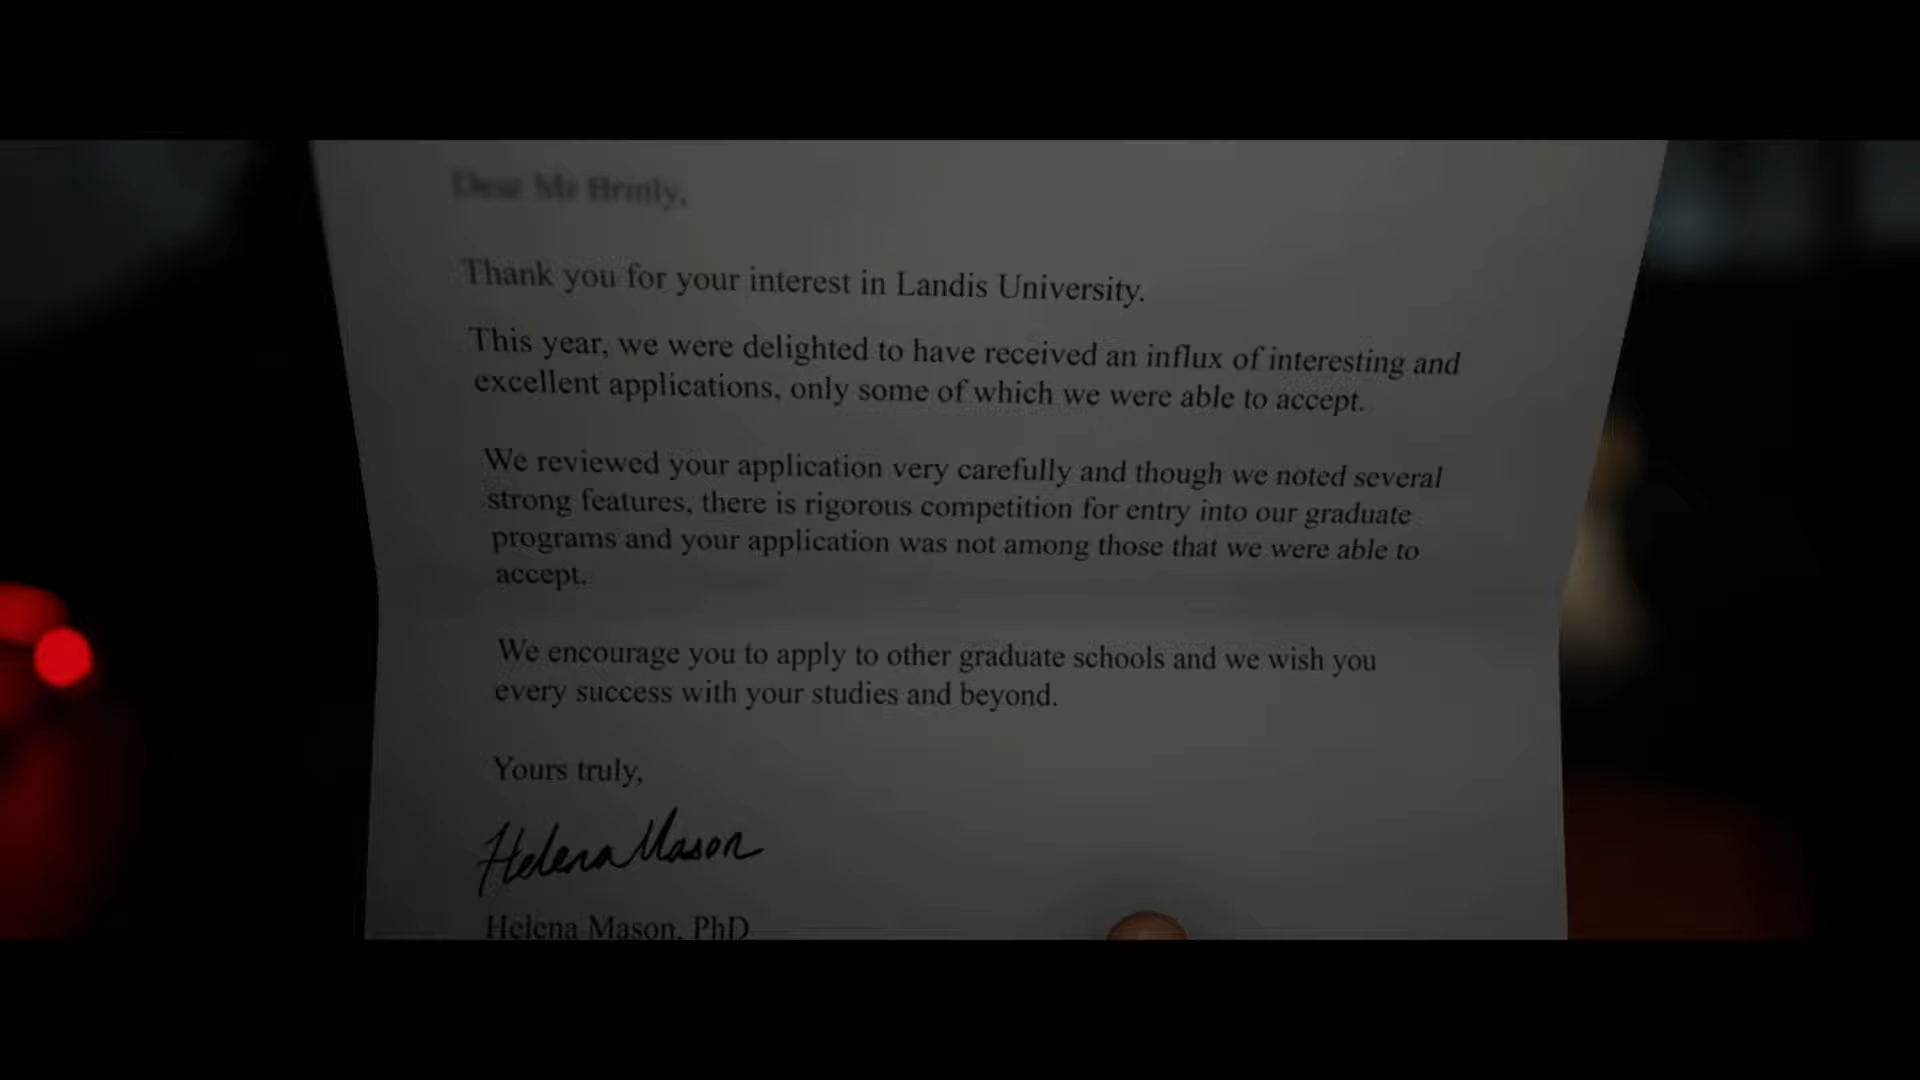 Dear Mr Brinly,
Thank you for your interest in Landis University.
This year, we were delighted to have received an influx of interesting and
excellent applications, only some of which we were able to accept.
We reviewed your application very carefully and though we noted several
strong features, there is rigorous competition for entry into our graduate
programs and your application was not among those that we were able to
accept.
We encourage you to apply to other graduate schools and we wish you
every success with your studies and beyond.
Yours truly,
Helena Mason
Helena Mason, PhD